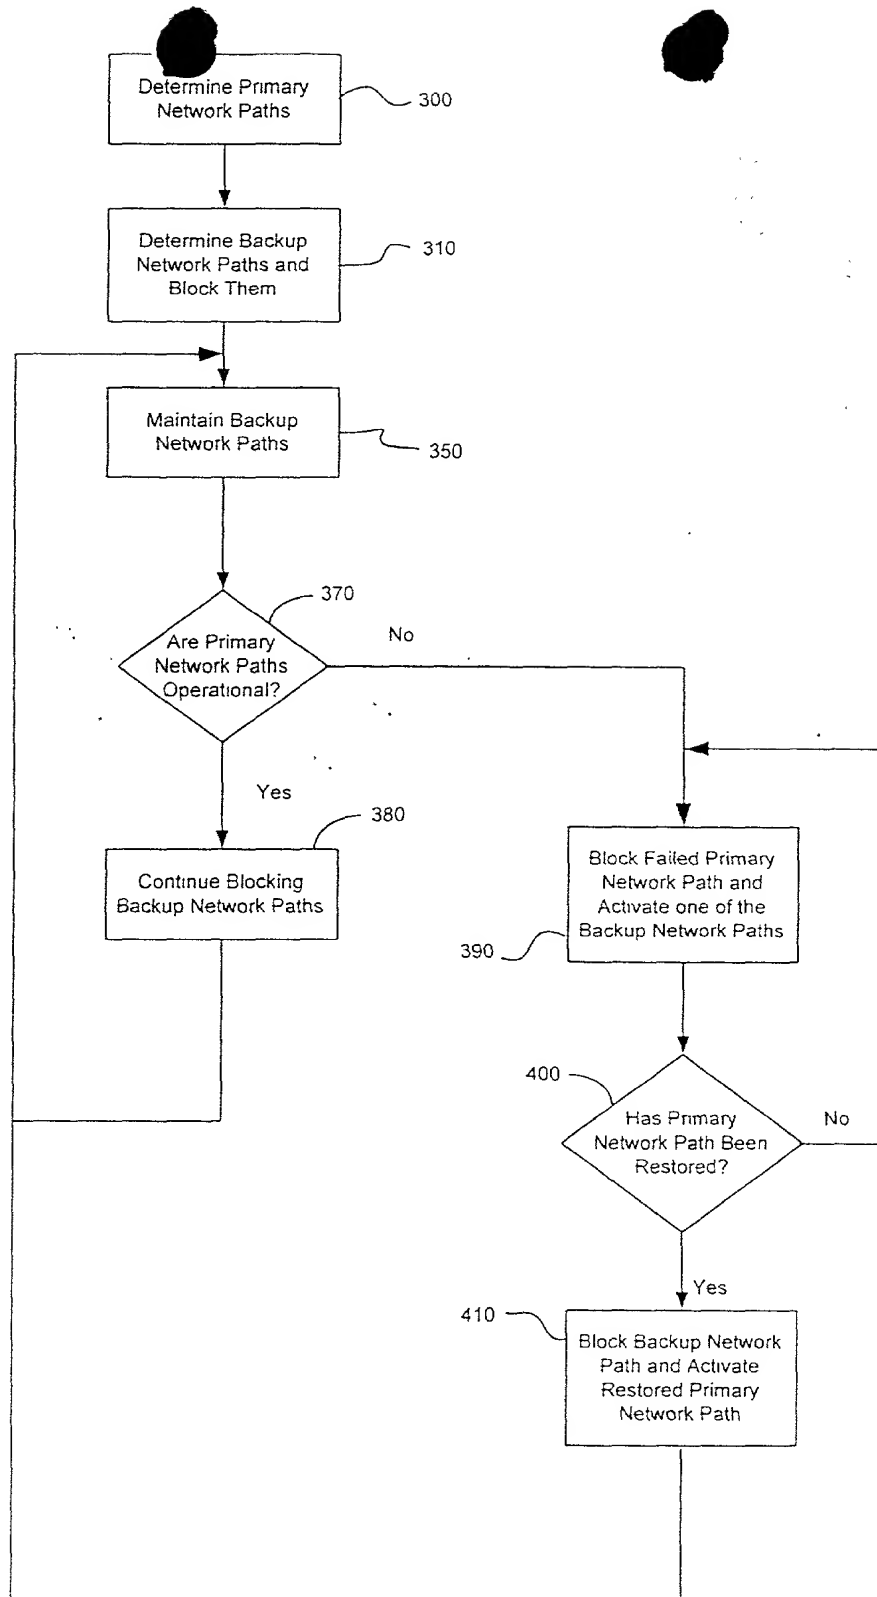 Determine Primary
Network Paths
300
Determine Backup
Network Paths and
Block Them
310
Maintain Backup
Network Paths
350
370
Are Primary
Network Paths
Operational?
No
Yes
380
Continue Blocking
Backup Network Paths
Block Failed Primary
Network Path and
Activate one of the
Backup Network Paths
390
400
Has Primary
Network Path Been
Restored?
No
Yes
410
Block Backup Network
Path and Activate
Restored Primary
Network Path